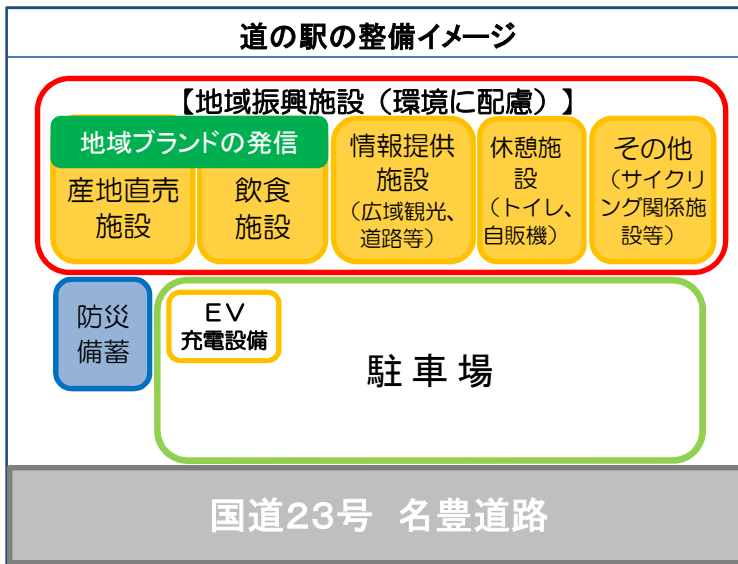 道の駅の整備イメージ
【地域振興施設（環境に配慮）】
地域ブランドの発信
産地直売
施設
飲食
施設
情報提供
施設
（広域観光、
道路等）
休憩施
設
（トイレ、
自販機）
その他
（サイクリ
ング関係施
設等）
防災
備蓄
ＥＶ
充電設備
駐車場
国道２３号 名豊道路